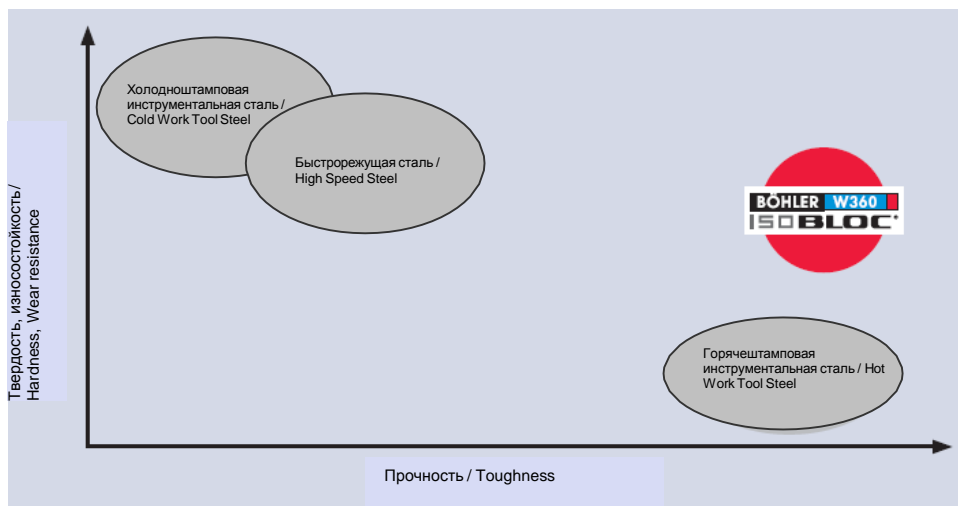 Холодноштамповая
инструментальная сталь /
Cold Work Tool Steel
Быстрорежущая сталь /
High Speed Steel
BÖHLER W360
ISOBLOC*
Горячештамповая
инструментальная сталь / Hot
Work Tool Steel
Твердость, износостойкость /
Hardness, Wear resistance
Прочность / Toughness